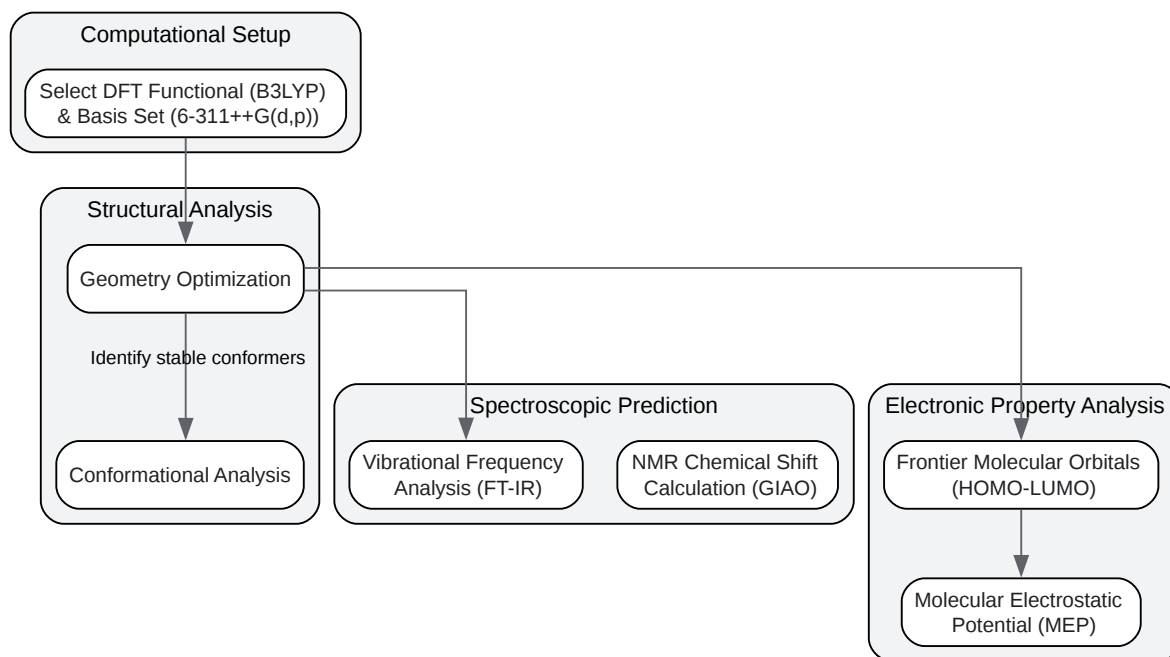 Computational Setup
Select DFT Functional (B3LYP)
& Basis Set (6-311++G(d,p))
Structural Analysis
Geometry Optimization
Identify stable conformers
Conformational Analysis
Spectroscopic Prediction
Vibrational Frequency
Analysis (FT-IR)
NMR Chemical Shift
Calculation (GIAO)
Electronic Property Analysis
Frontier Molecular Orbitals
(HOMO-LUMO)
Molecular Electrostatic
Potential (MEP)